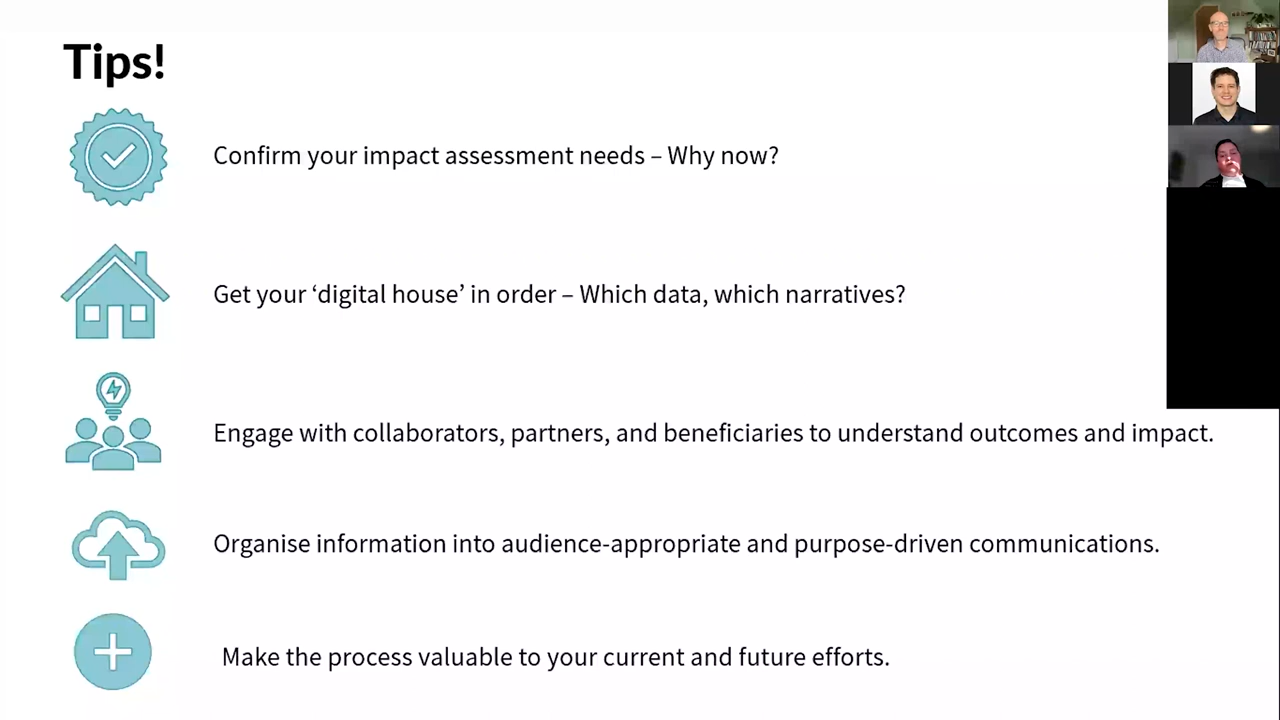 Tips!
Confirm your impact assessment needs – Why now?
Get your ‘digital house’ in order – Which data, which narratives?
Engage with collaborators, partners, and beneficiaries to understand outcomes and impact.
Organise information into audience-appropriate and purpose-driven communications.
Make the process valuable to your current and future efforts.